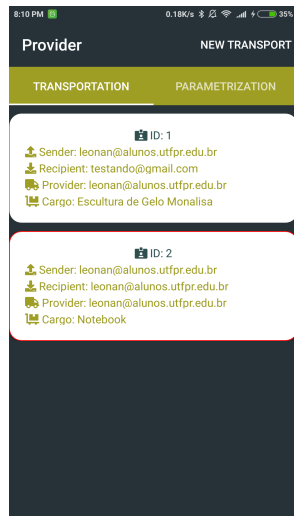 8:10 PM 0.18K/s 35%
Provider NEW TRANSPORT
TRANSPORTATION PARAMETRIZATION
ID: 1
Sender: leonan@alunos.utfpr.edu.br
Recipient: testando@gmail.com
Provider: leonan@alunos.utfpr.edu.br
Cargo: Escultura de Gelo Monalisa
ID: 2
Sender: leonan@alunos.utfpr.edu.br
Recipient: leonan@alunos.utfpr.edu.br
Provider: leonan@alunos.utfpr.edu.br
Cargo: Notebook